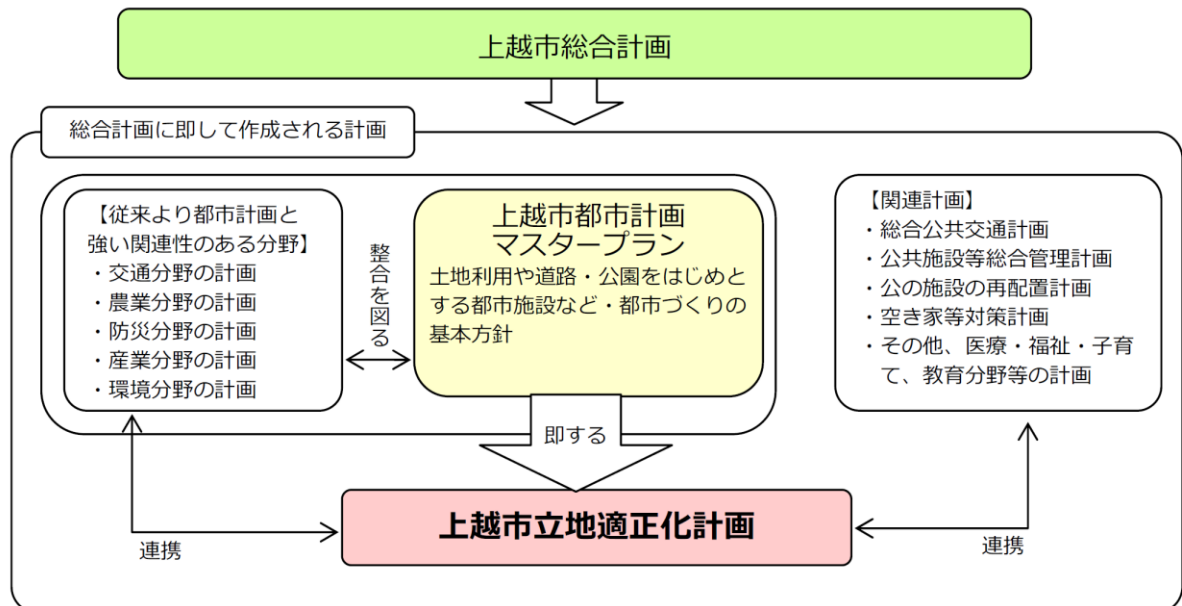 上越市総合計画
総合計画に即して作成される計画
【従来より都市計画と
強い関連性のある分野】
・交通分野の計画
・農業分野の計画
・防災分野の計画
・産業分野の計画
・環境分野の計画
整合を図る
上越市都市計画
マスタープラン
土地利用や道路・公園をはじめと
する都市施設など・都市づくりの
基本方針
【関連計画】
・総合公共交通計画
・公共施設等総合管理計画
・公の施設の再配置計画
・空き家等対策計画
・その他、医療・福祉・子育
て、教育分野等の計画
即する
上越市立地適正化計画
連携
連携